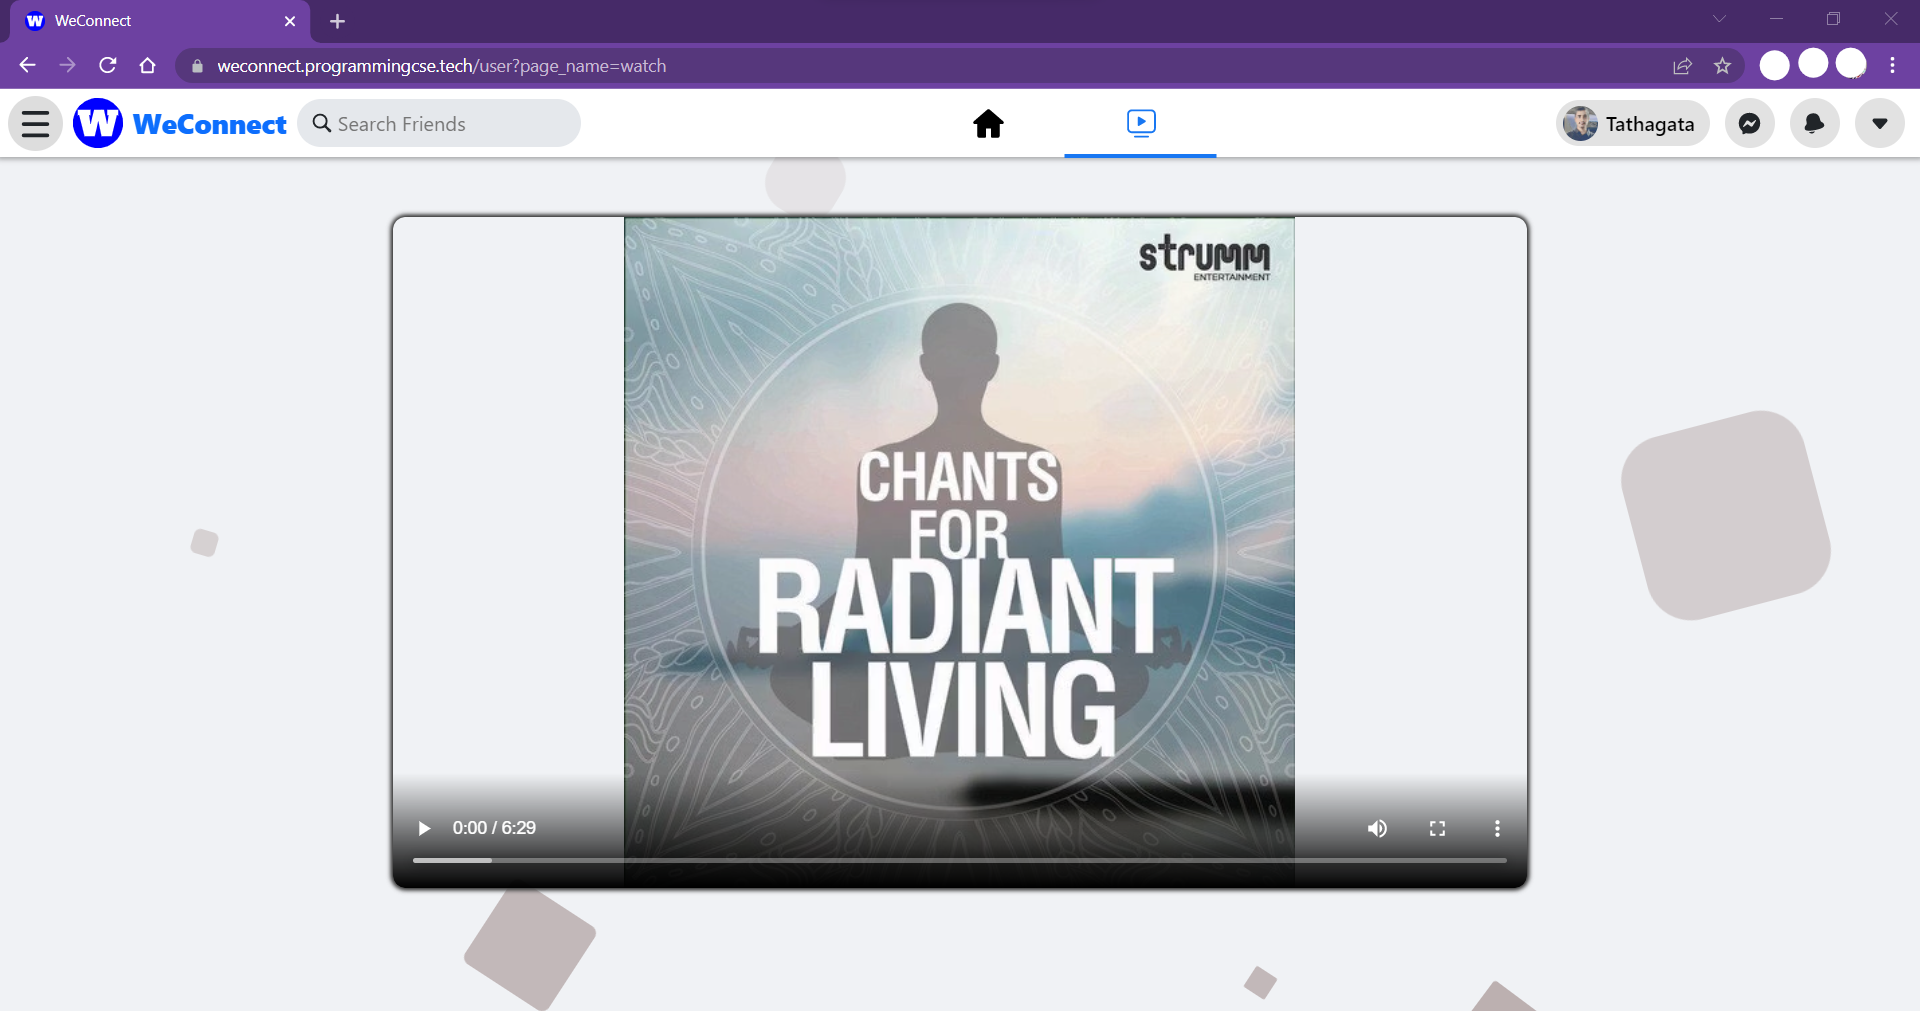 WeConnect
weconnect.programmingcse.tech/user?page_name=watch
W WeConnect
Search Friends
Tathagata
strumm
ENTERTAINMENT
CHANTS
FOR
RADIANT
LIVING
0:00 / 6:29